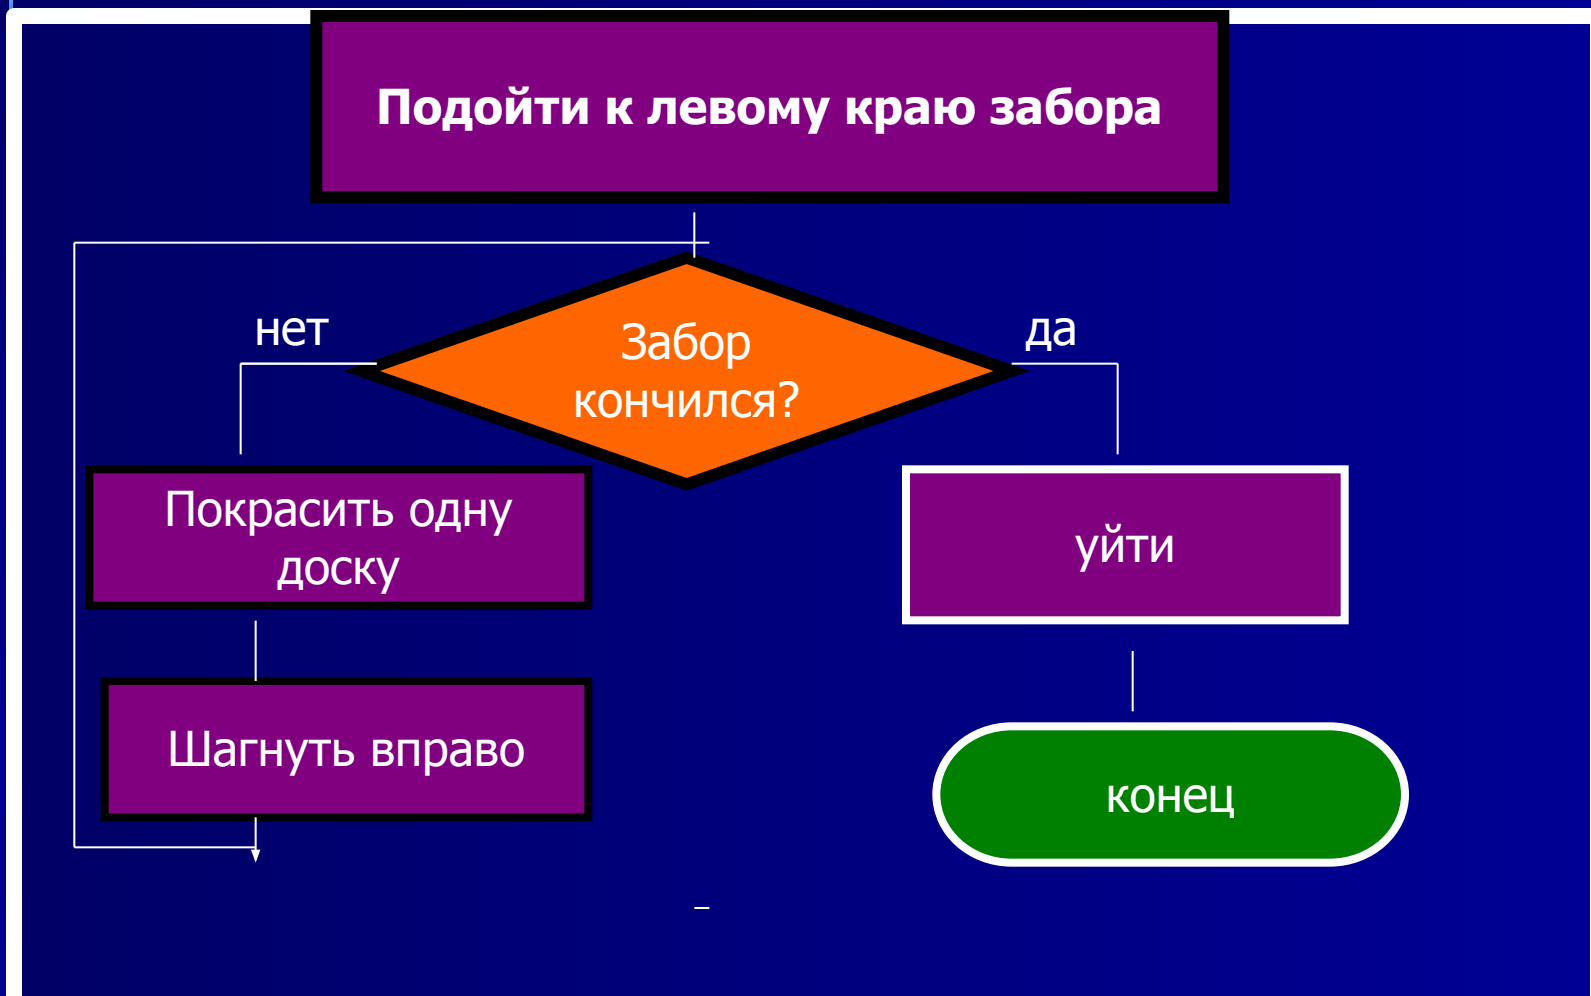 Подойти к левому краю забора
нет
Забор
кончился?
да
Покрасить одну
доску
уйти
Шагнуть вправо
конец